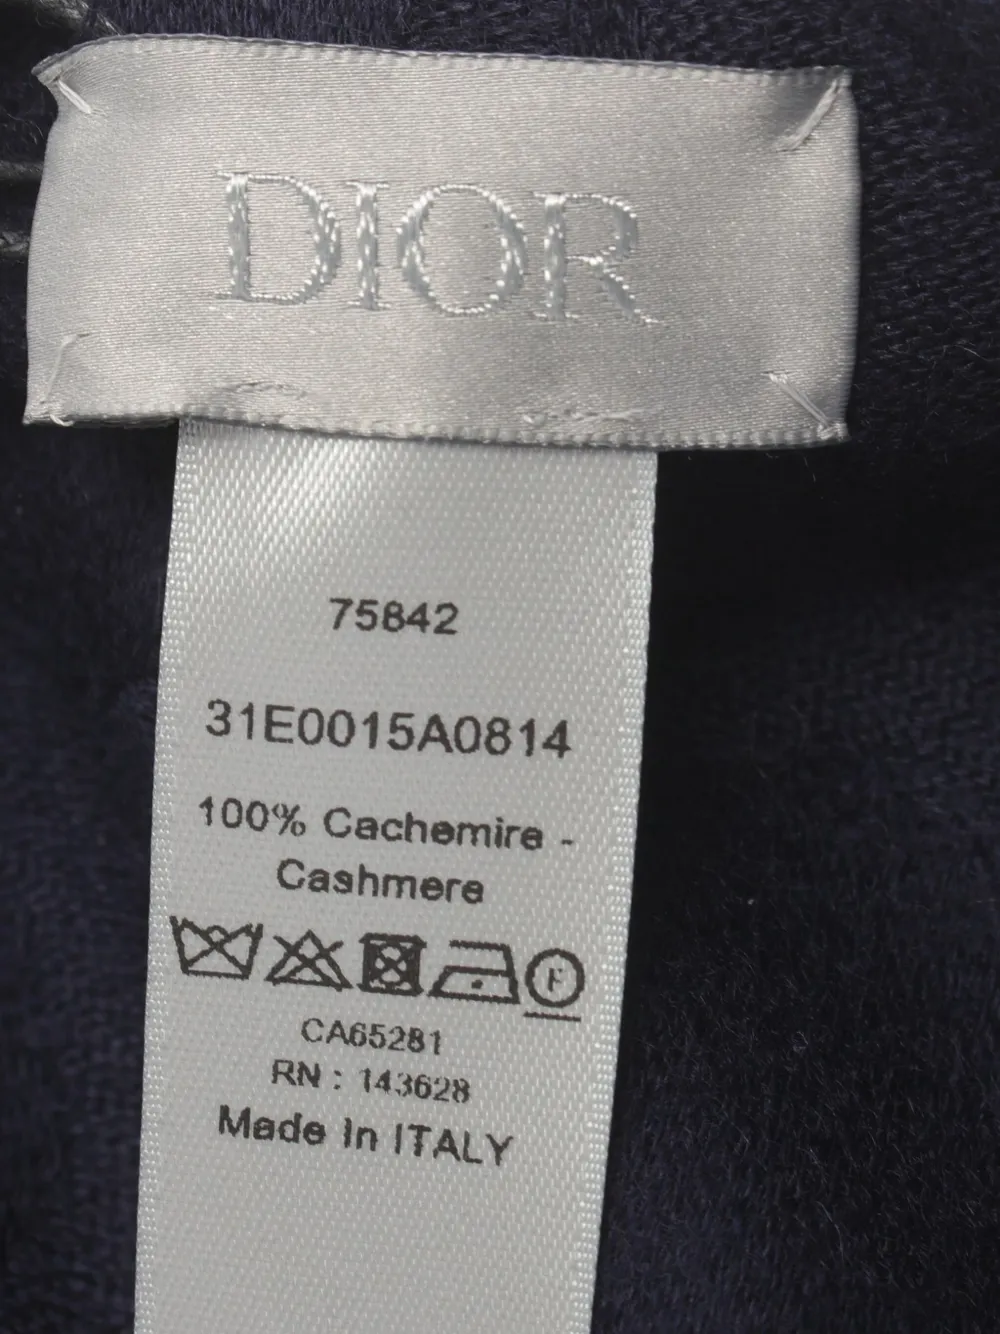 DIOR
75842
31E0015A0814
100% Cachemire -
Cashmere
F
CA65281
RN : 143628
Made In ITALY